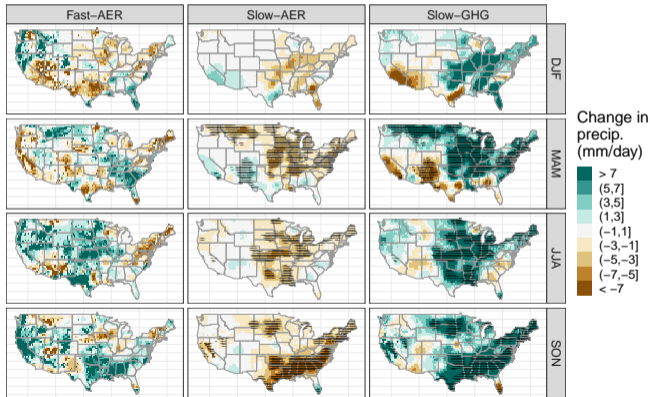 Fast−AER
Slow−AER
Slow−GHG
DJF
MAM
JJA
SON
Change in
precip.
(mm/day)
> 7
(5,7]
(3,5]
(1,3]
(−1,1]
(−3,−1]
(−5,−3]
(−7,−5]
< −7